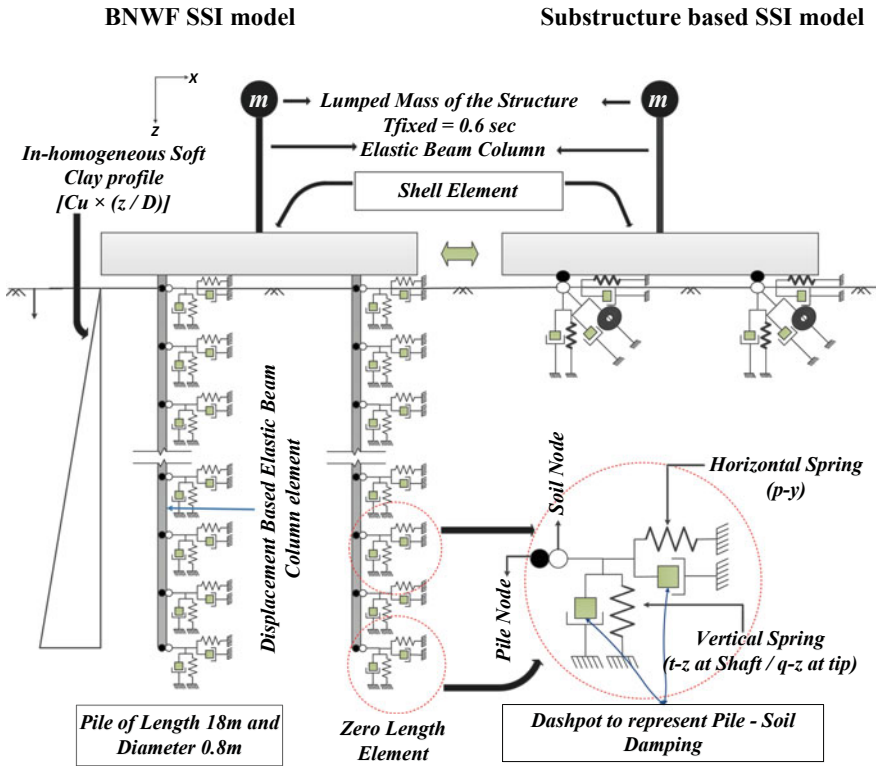 BNWF SSI model
Substructure based SSI model
X
Z
m
m
Lumped Mass of the Structure
Tfixed = 0.6 sec
Elastic Beam Column
In-homogeneous Soft
Clay profile
[Cu × (z / D)]
Shell Element
Displacement Based Elastic Beam
Column element
Soil Node
Pile Node
Horizontal Spring
(p-y)
Vertical Spring
(t-z at Shaft / q-z at tip)
Pile of Length 18m and
Diameter 0.8m
Zero Length
Element
Dashpot to represent Pile - Soil
Damping